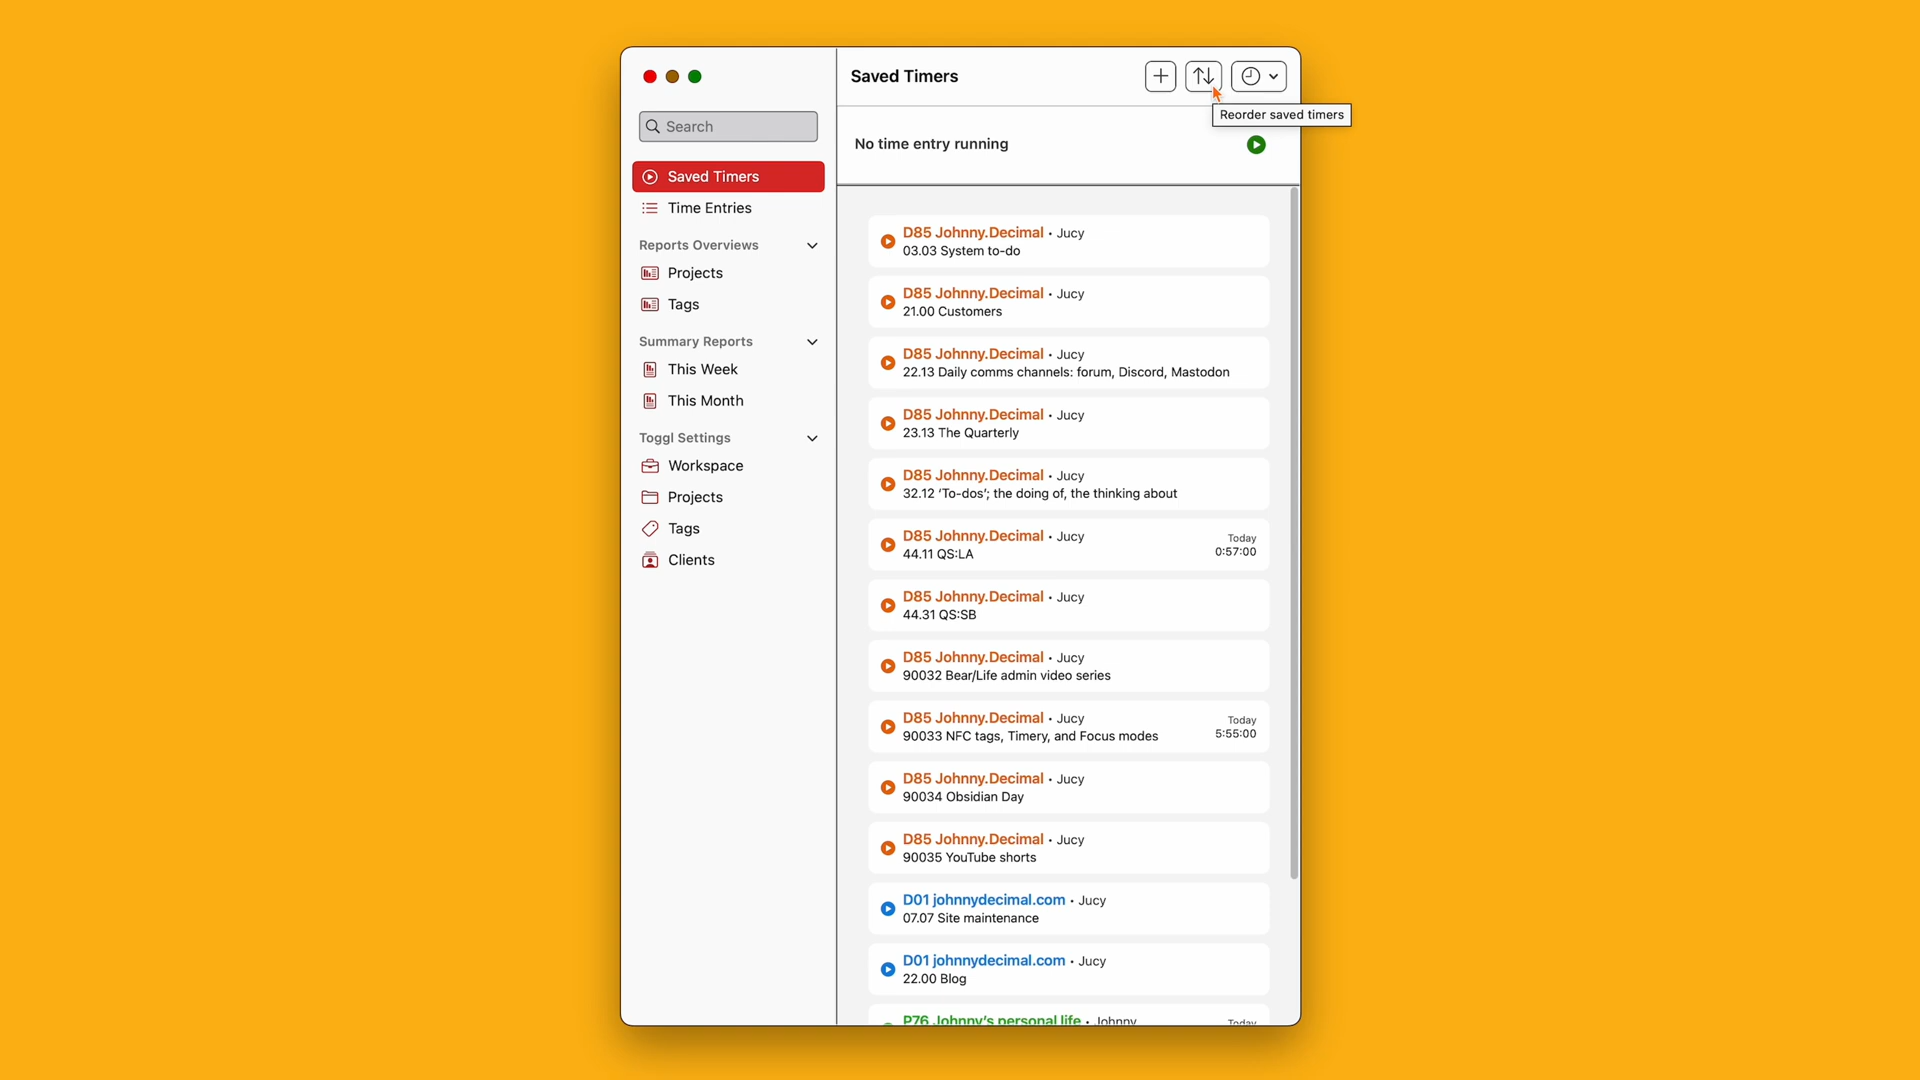 Saved Timers
Reorder saved timers
Search
No time entry running
Saved Timers
Time Entries
Reports Overviews
Projects
Tags
Summary Reports
This Week
This Month
Toggl Settings
Workspace
Projects
Tags
Clients
D85 Johnny.Decimal • Jucy
03.03 System to-do
D85 Johnny.Decimal • Jucy
21.00 Customers
D85 Johnny.Decimal • Jucy
22.13 Daily comms channels: forum, Discord, Mastodon
D85 Johnny.Decimal • Jucy
23.13 The Quarterly
D85 Johnny.Decimal • Jucy
32.12 ‘To-dos’; the doing of, the thinking about
D85 Johnny.Decimal • Jucy
44.11 QS:LA
Today
0:57:00
D85 Johnny.Decimal • Jucy
44.31 QS:SB
D85 Johnny.Decimal • Jucy
90032 Bear/Life admin video series
D85 Johnny.Decimal • Jucy
90033 NFC tags, Timery, and Focus modes
Today
5:55:00
D85 Johnny.Decimal • Jucy
90034 Obsidian Day
D85 Johnny.Decimal • Jucy
90035 YouTube shorts
D01 johnnydecimal.com • Jucy
07.07 Site maintenance
D01 johnnydecimal.com • Jucy
22.00 Blog
P76 Johnny’s personal life • Johnny
Today